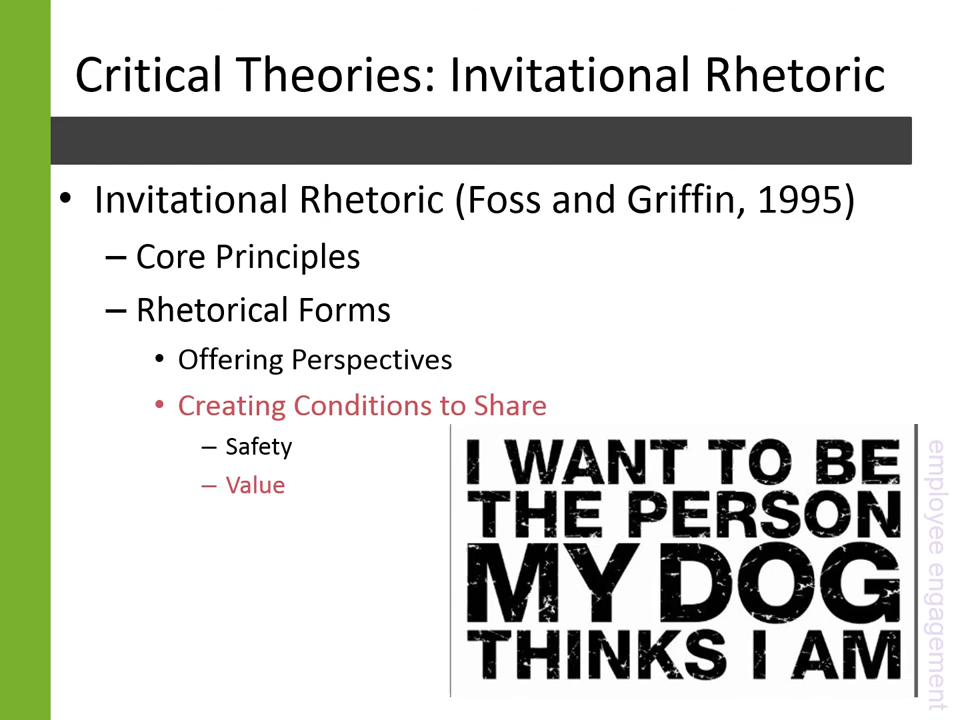 Critical Theories: Invitational Rhetoric
• Invitational Rhetoric (Foss and Griffin, 1995)
– Core Principles
– Rhetorical Forms
• Offering Perspectives
• Creating Conditions to Share
– Safety
– Value
I WANT TO BE
THE PERSON
MY DOG
THINKS I AM
employee engagement